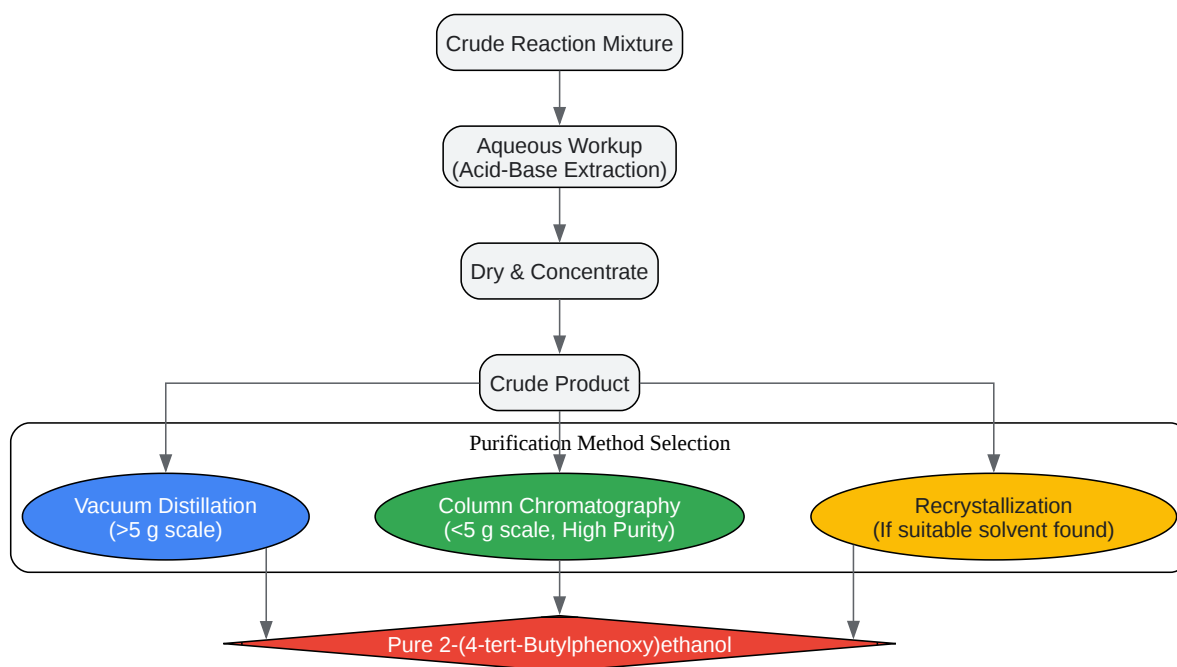 Crude Reaction Mixture
Aqueous Workup
(Acid-Base Extraction)
Dry & Concentrate
Crude Product
Purification Method Selection
Vacuum Distillation
(>5 g scale)
Column Chromatography
(<5 g scale, High Purity)
Recrystallization
(If suitable solvent found)
Pure 2-(4-tert-Butylphenoxy)ethanol